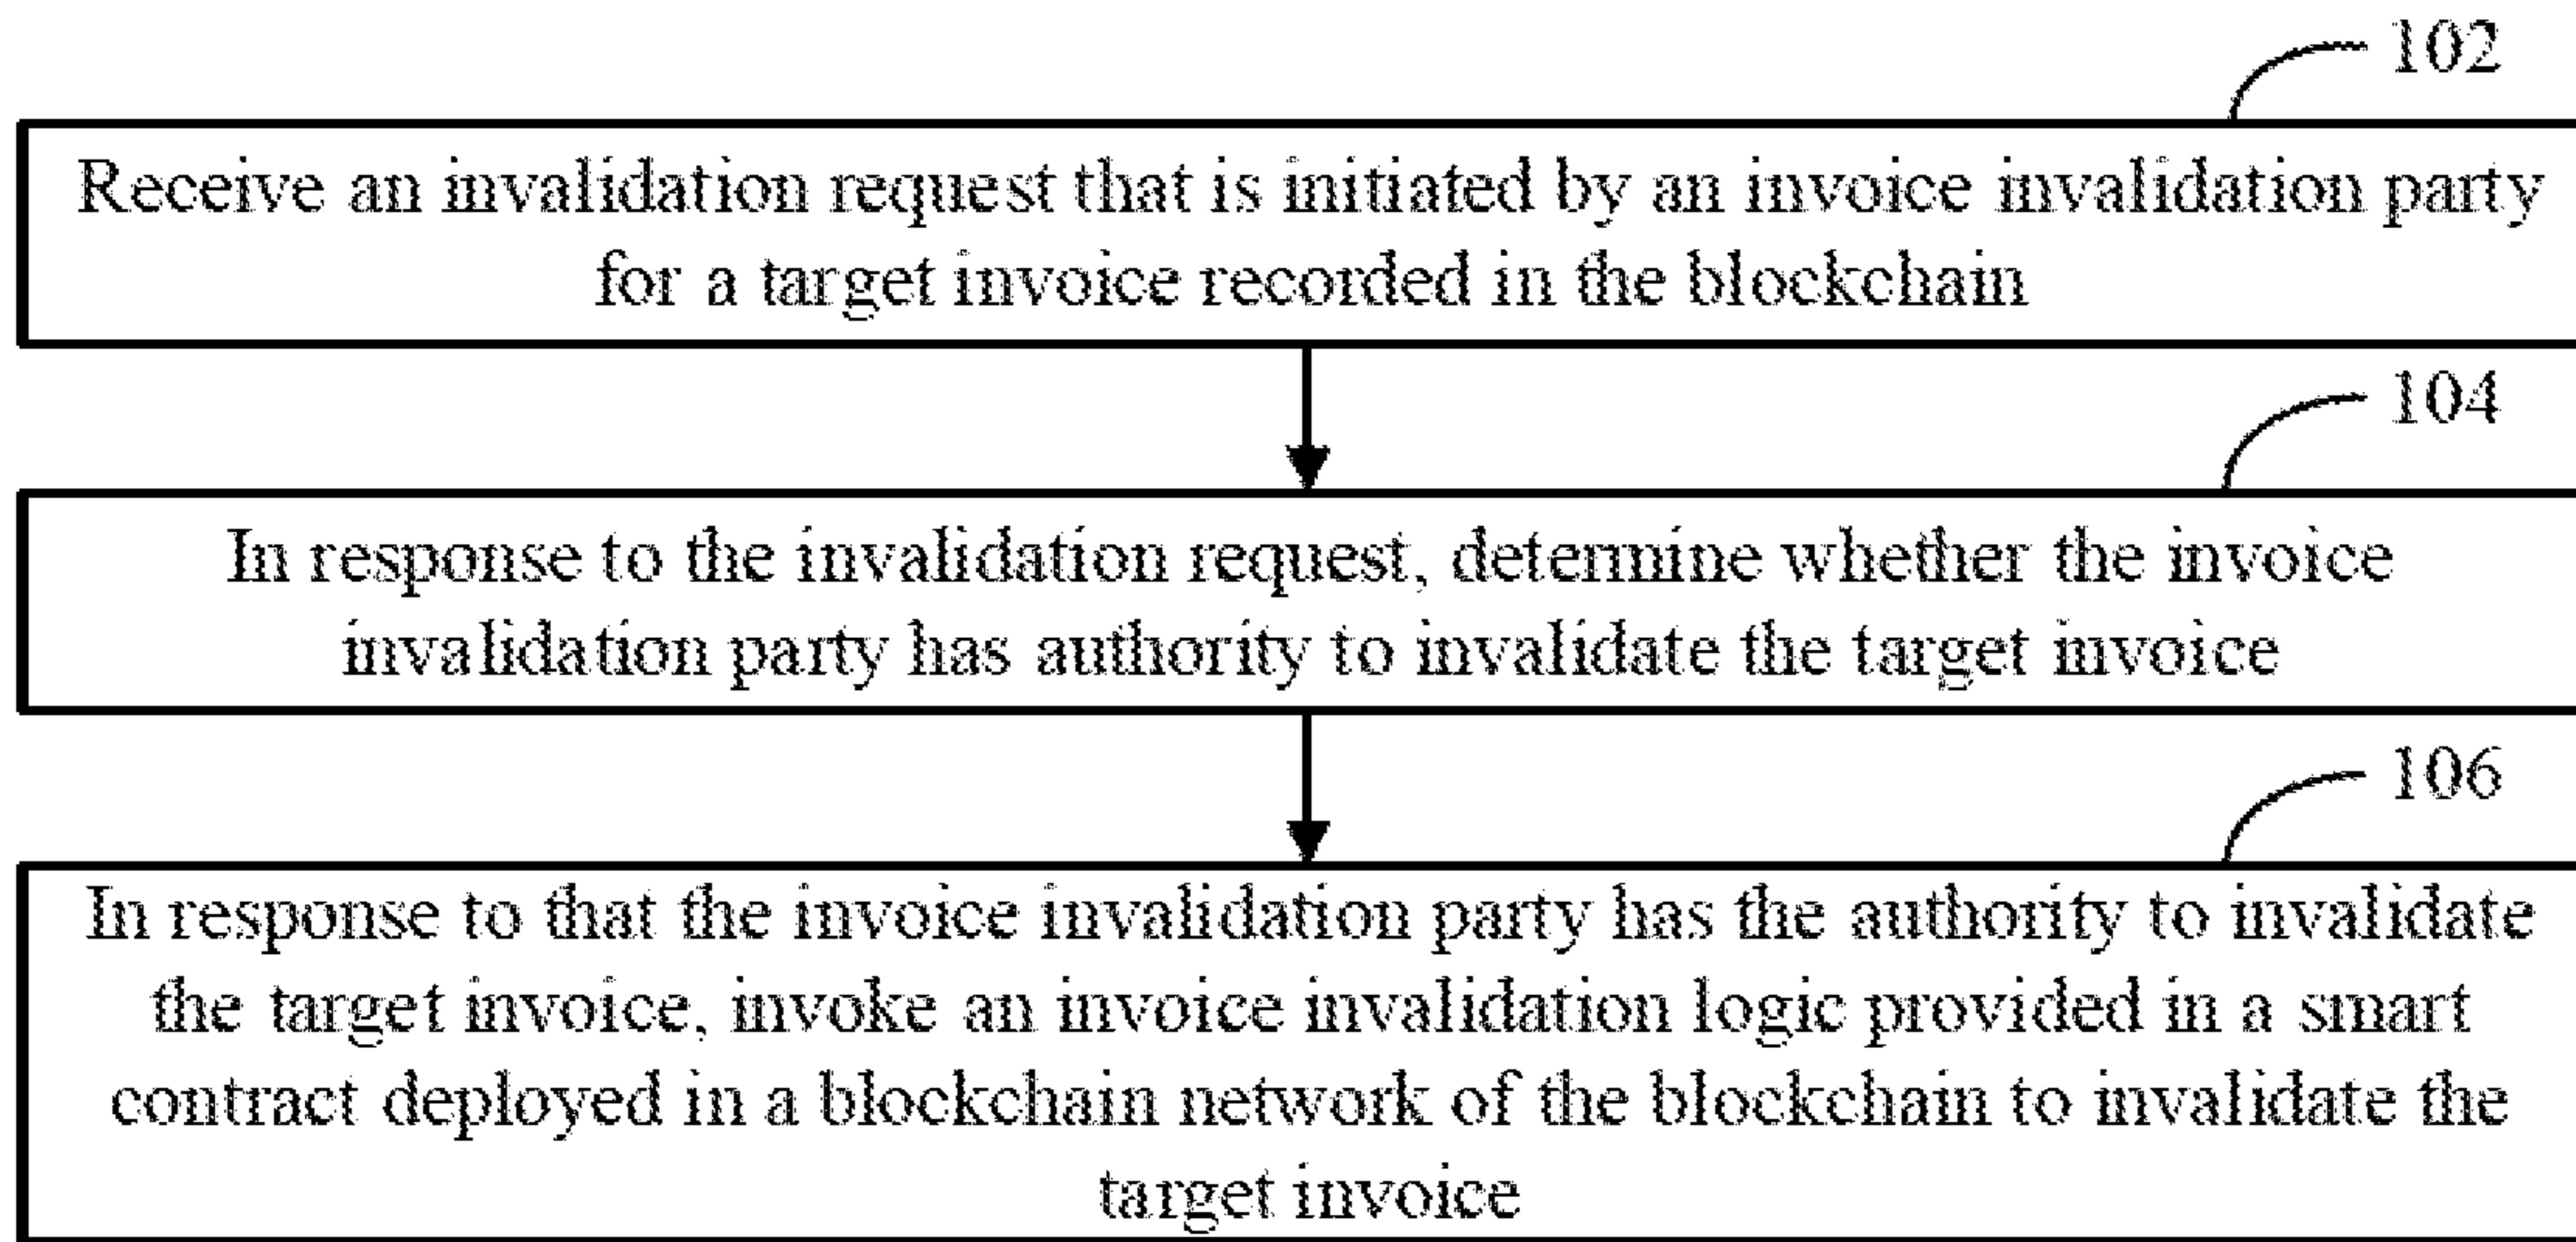 102
Receive an invalidation request that is initiated by an invoice invalidation party
for a target invoice recorded in the blockchain
104
In response to the invalidation request, determine whether the invoice
invalidation party has authority to invalidate the target invoice
106
In response to that the invoice invalidation party has the authority to invalidate
the target invoice, invoke an invoice invalidation logic provided in a smart
contract deployed in a blockchain network of the blockchain to invalidate the
target invoice